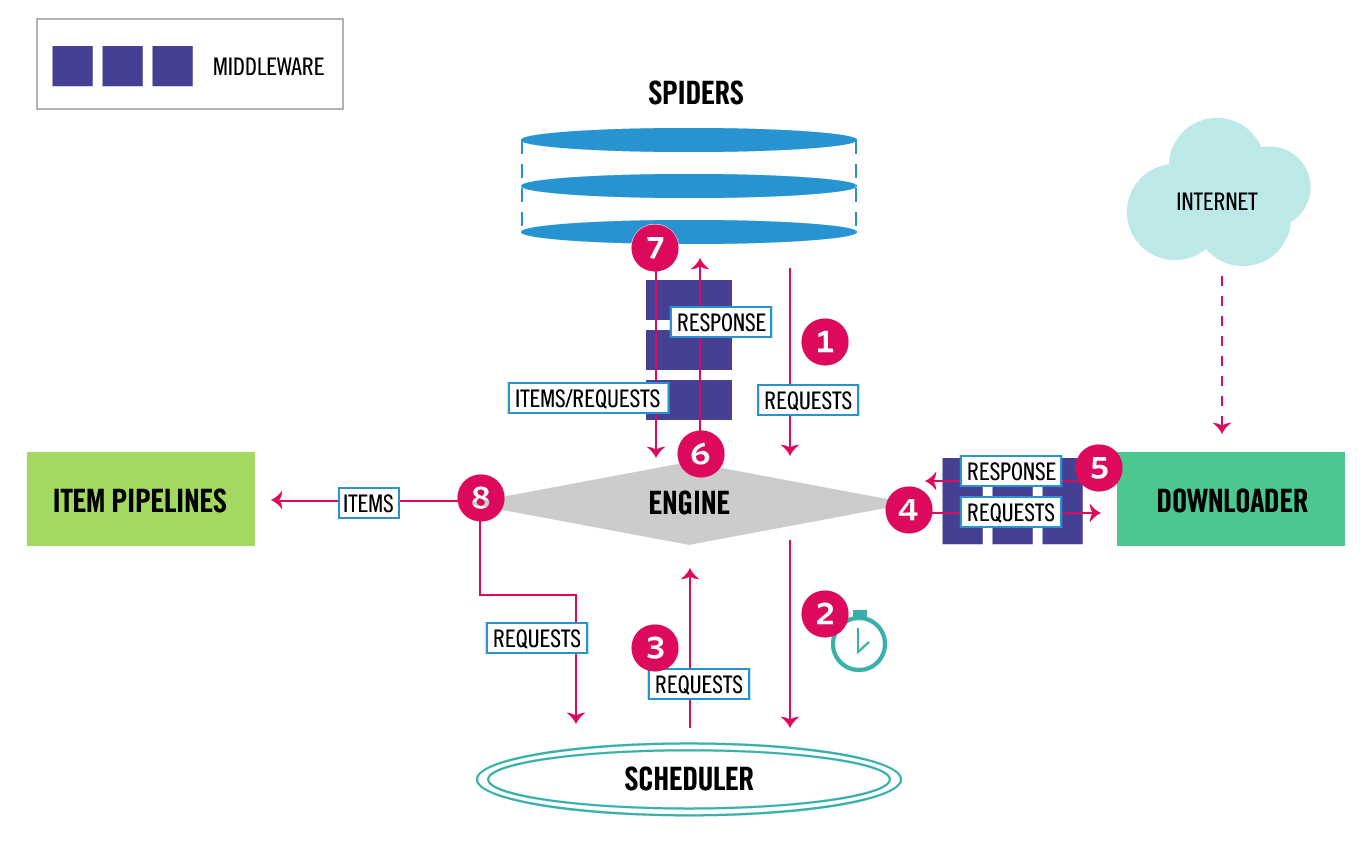 MIDDLEWARE
SPIDERS
INTERNET
7
RESPONSE
1
ITEMS/REQUESTS
REQUESTS
6
ITEM PIPELINES
ITEMS
8
ENGINE
4
RESPONSE
5
REQUESTS
DOWNLOADER
2
REQUESTS
3
REQUESTS
SCHEDULER